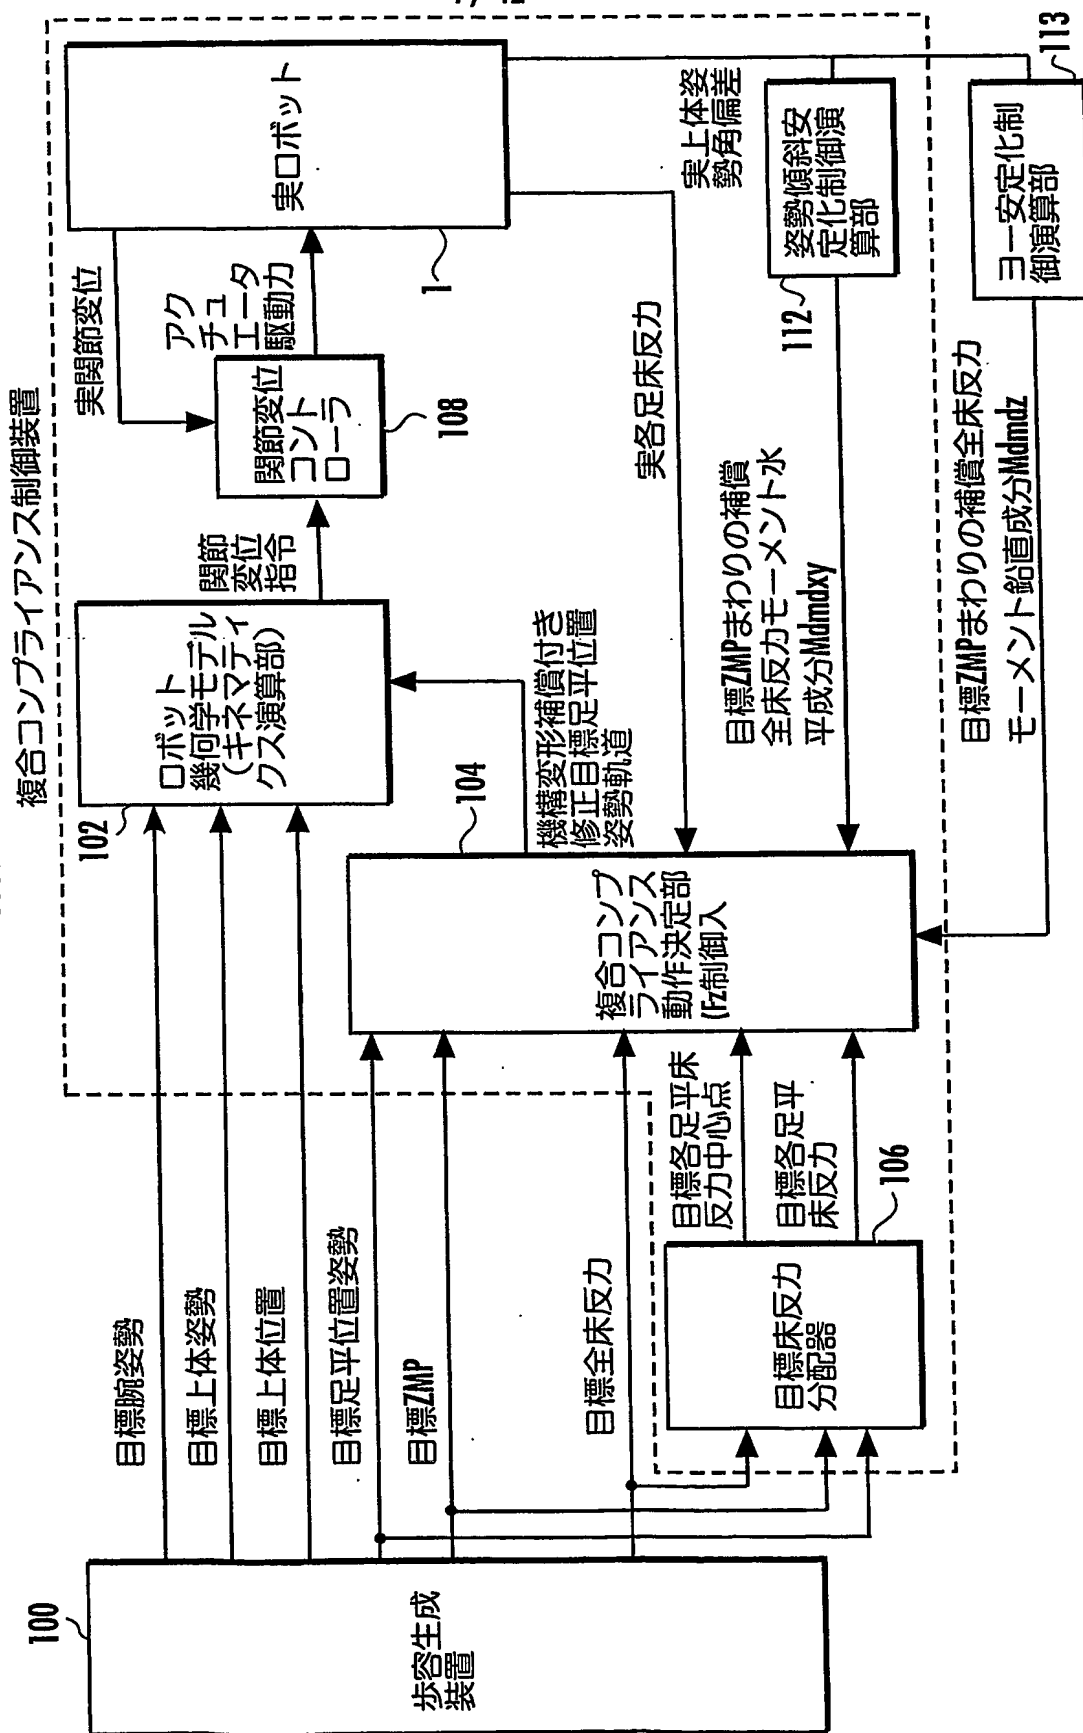 複合コンプライアンス制御装置
100
歩容生成
装置
目標腕姿勢
目標上体姿勢
目標上体位置
目標足平位置姿勢
目標ZMP
目標全床反力
102
ロボット
幾何学モデル
(キネマティ
クス演算部)
関節
変位
指令
関節変位
コント
ローラ
108
実関節変位
アク
チュ
エータ
駆動力
実ロボット
1
104
機構変形補償付き
修正目標足平位置
姿勢軌道
複合コンプ
ライアンス
動作決定部
(Fz制御入
目標床反力
分配器
106
目標各足平床
反力中心点
目標各足平
床反力
実各足床反力
実上体姿
勢角偏差
姿勢傾斜安
定化制御演
算部
112
目標ZMPまわりの補償
全床反力モーメント水
平成分Mdmdxy
ヨー安定化制
御演算部
113
目標ZMPまわりの補償全床反力
モーメント鉛直成分Mdmdz